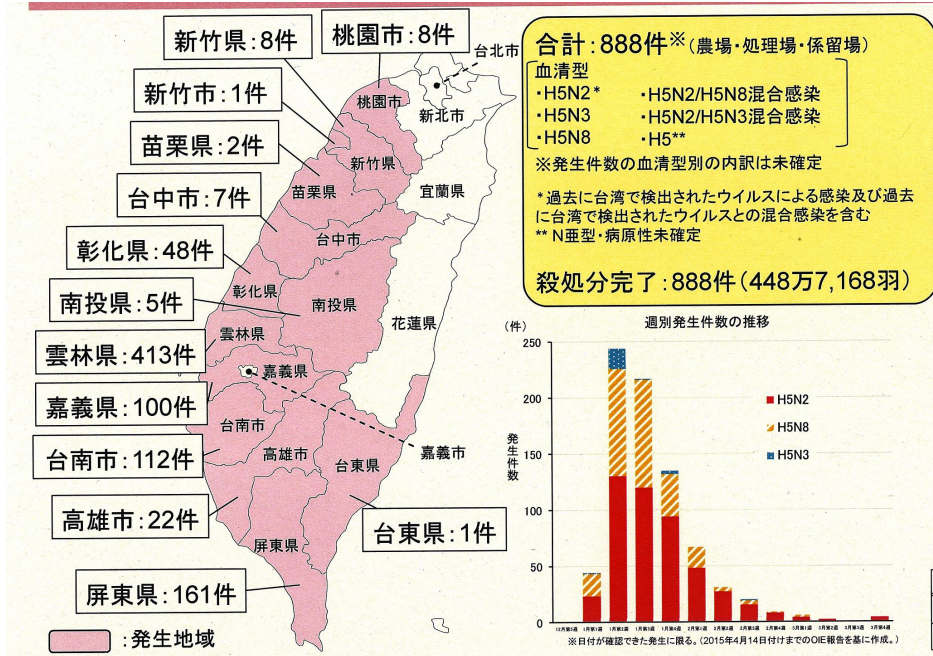 新竹県：8件
桃園市：8件
台北市
新竹市：1件
桃園市
新北市
苗栗県：2件
新竹県
苗栗県
宜蘭県
台中市：7件
台中市
彰化県：48件
彰化県
南投県
南投県：5件
花蓮県
雲林県
雲林県：413件
嘉義県
嘉義県：100件
台南市
嘉義市
高雄市
台南市：112件
台東県
高雄市：22件
台東県：1件
屏東県
屏東県：161件
：発生地域
合計：888件※（農場・処理場・係留場）
血清型
・H5N2* ・H5N2/H5N8混合感染
・H5N3 ・H5N2/H5N3混合感染
・H5N8 ・H5**
※発生件数の血清型別の内訳は未確定
* 過去に台湾で検出されたウイルスによる感染及び過去
に台湾で検出されたウイルスとの混合感染を含む
** N亜型・病原性未確定
殺処分完了：888件（448万7,168羽）
週別発生件数の推移
（件）
250
200
150
100
50
0
発生件数
H5N2
H5N8
H5N3
※日付が確認できた発生に限る。（2015年4月14日付けまでのOIE報告を基に作成。）